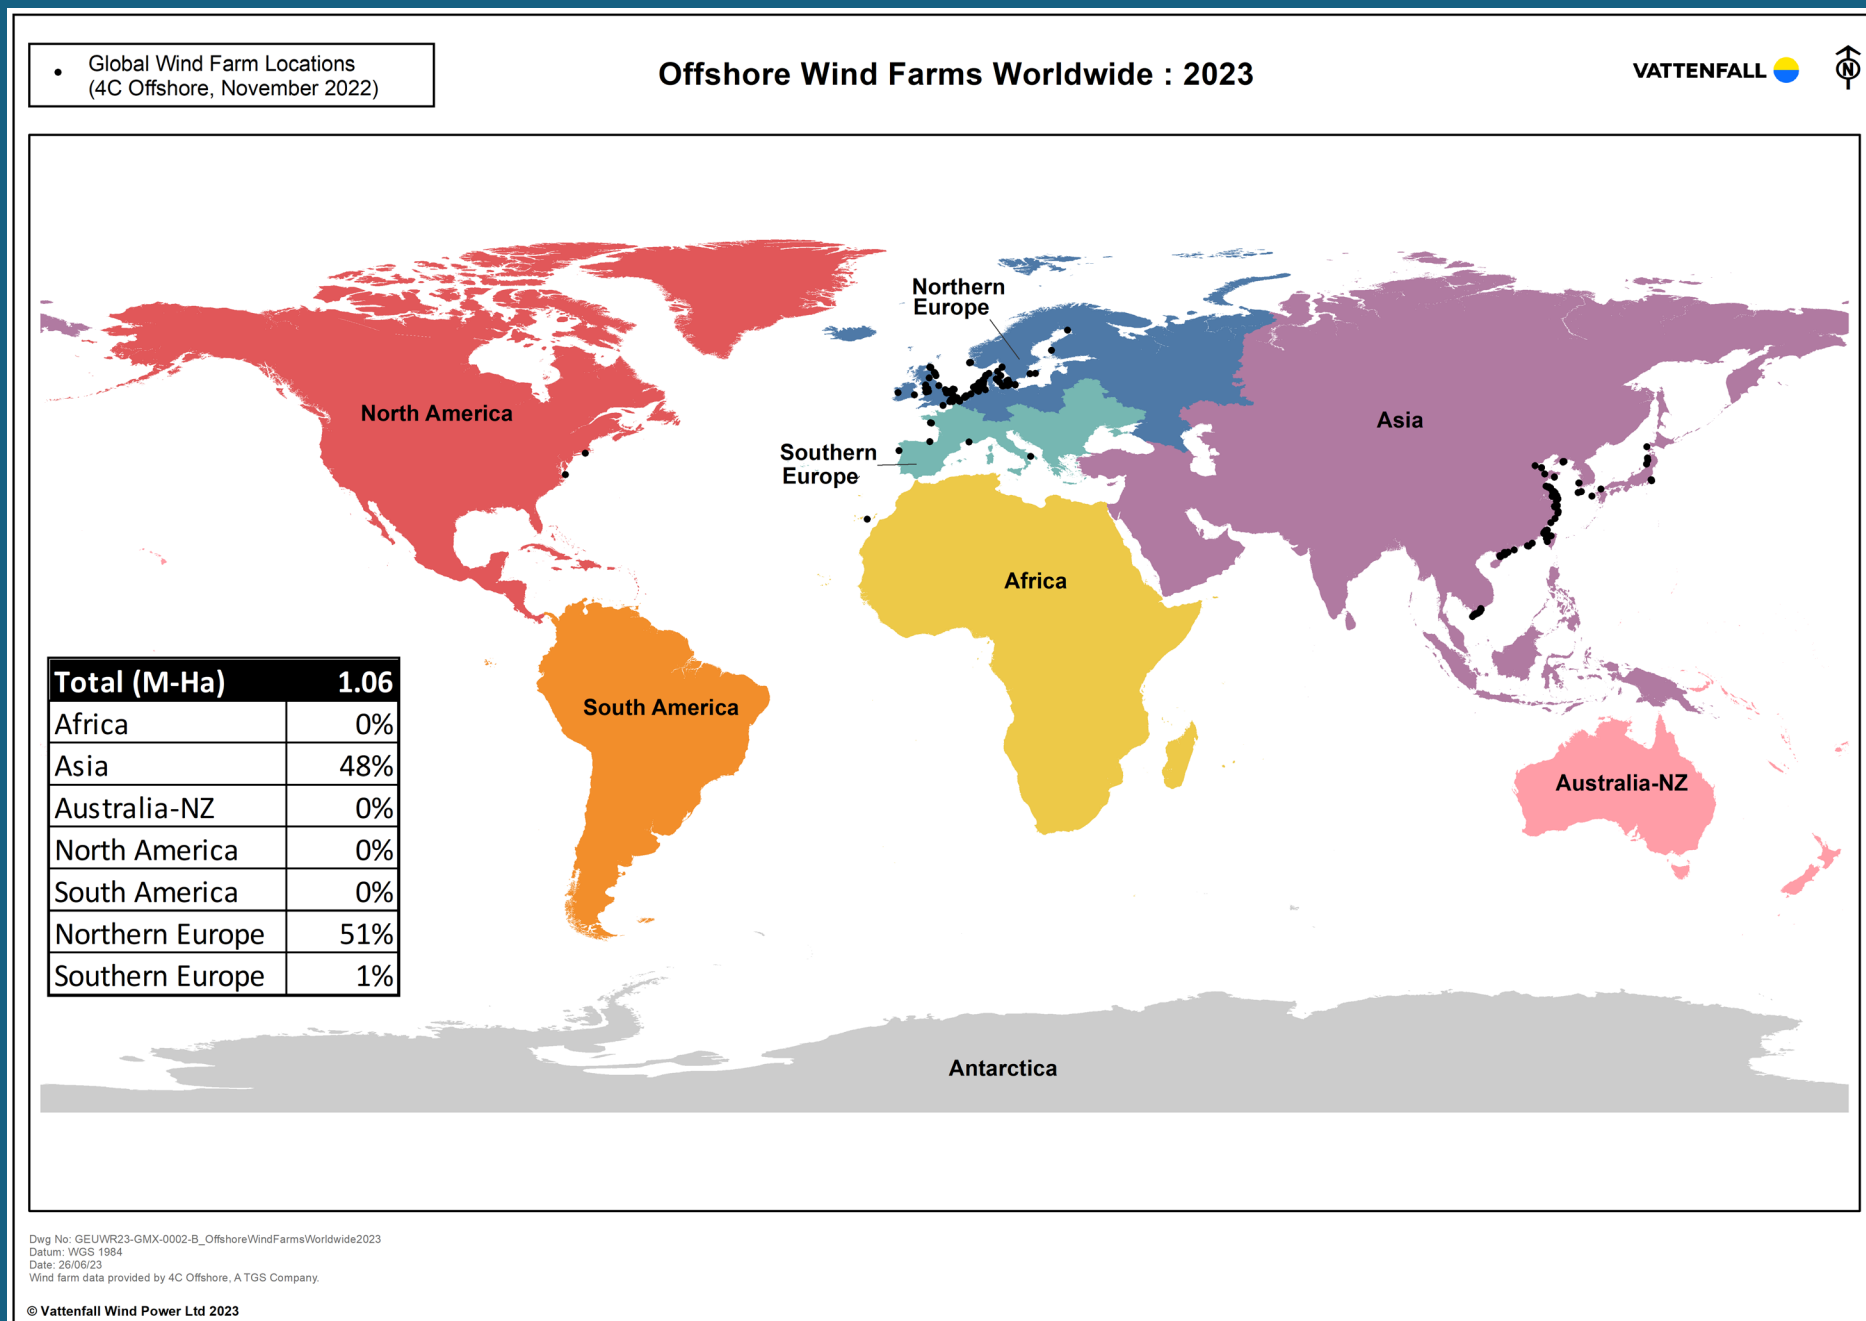 Global Wind Farm Locations
(4C Offshore, November 2022)
Offshore Wind Farms Worldwide : 2023
VATTENFALL
N
Northern
Europe
North America
Asia
Southern
Europe
Africa
South America
Australia-NZ
Antarctica
Total (M-Ha) 1.06
Africa 0%
Asia 48%
Australia-NZ 0%
North America 0%
South America 0%
Northern Europe 51%
Southern Europe 1%
Dwg No: GEUWR23-GMX-0002-B_OffshoreWindFarmsWorldwide2023
Datum: WGS 1984
Date: 26/06/23
Wind farm data provided by 4C Offshore, A TGS Company.
© Vattenfall Wind Power Ltd 2023